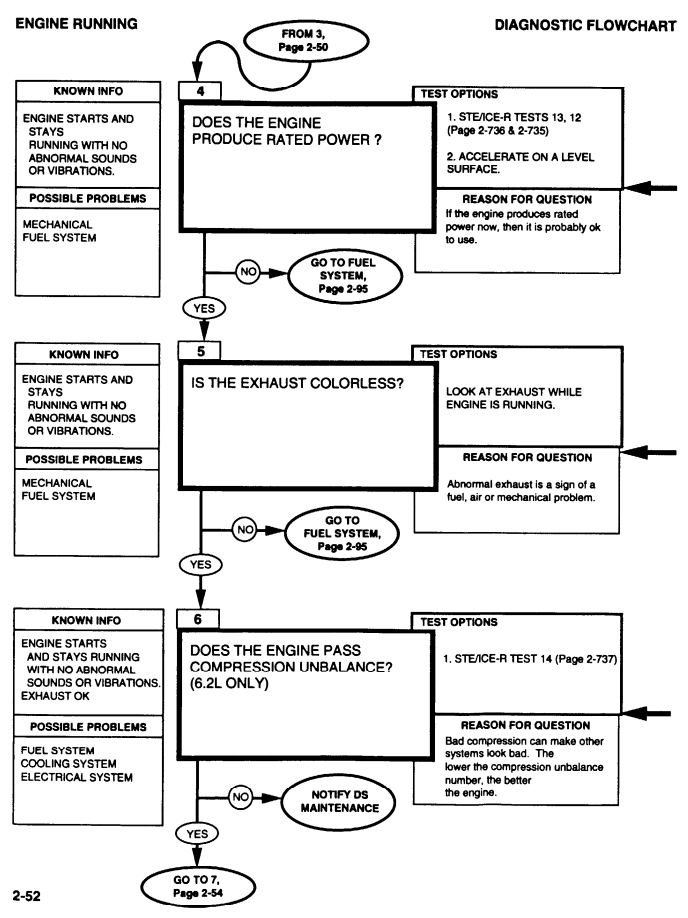 ENGINE RUNNING
DIAGNOSTIC FLOWCHART
FROM 3,
Page 2-50
KNOWN INFO
ENGINE STARTS AND
STAYS
RUNNING WITH NO
ABNORMAL SOUNDS
OR VIBRATIONS.
POSSIBLE PROBLEMS
MECHANICAL
FUEL SYSTEM
4
DOES THE ENGINE
PRODUCE RATED POWER ?
TEST OPTIONS
1. STE/ICE-R TESTS 13, 12
(Page 2-736 & 2-735)
2. ACCELERATE ON A LEVEL
SURFACE.
REASON FOR QUESTION
If the engine produces rated
power now, then it is probably ok
to use.
NO
GO TO FUEL
SYSTEM,
Page 2-95
YES
KNOWN INFO
ENGINE STARTS AND
STAYS
RUNNING WITH NO
ABNORMAL SOUNDS
OR VIBRATIONS.
POSSIBLE PROBLEMS
MECHANICAL
FUEL SYSTEM
5
IS THE EXHAUST COLORLESS?
TEST OPTIONS
LOOK AT EXHAUST WHILE
ENGINE IS RUNNING.
REASON FOR QUESTION
Abnormal exhaust is a sign of a
fuel, air or mechanical problem.
NO
GO TO
FUEL SYSTEM,
Page 2-95
YES
KNOWN INFO
ENGINE STARTS
AND STAYS RUNNING
WITH NO ABNORMAL
SOUNDS OR VIBRATIONS.
EXHAUST OK
POSSIBLE PROBLEMS
FUEL SYSTEM
COOLING SYSTEM
ELECTRICAL SYSTEM
6
DOES THE ENGINE PASS
COMPRESSION UNBALANCE?
(6.2L ONLY)
TEST OPTIONS
1. STE/ICE-R TEST 14 (Page 2-737)
REASON FOR QUESTION
Bad compression can make other
systems look bad. The
lower the compression unbalance
number, the better
the engine.
NO
NOTIFY DS
MAINTENANCE
YES
GO TO 7,
Page 2-54
2-52